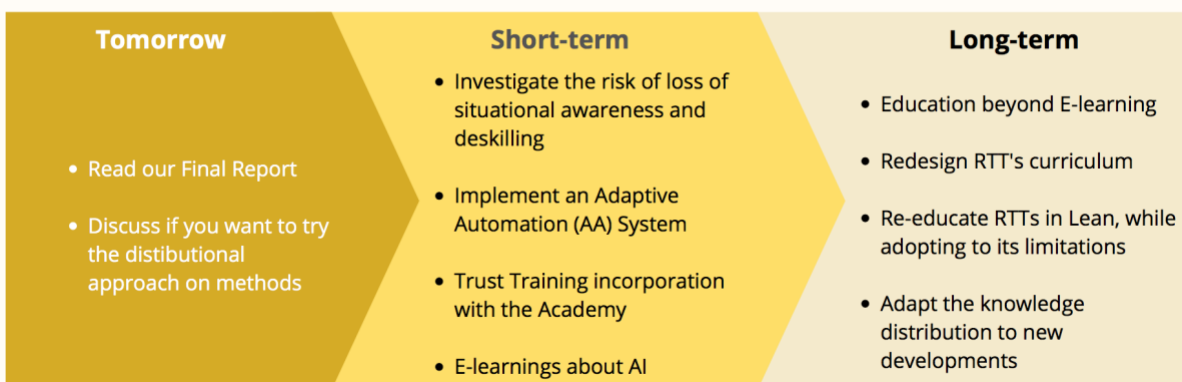 Tomorrow
• Read our Final Report
• Discuss if you want to try
the distibutional
approach on methods
Short-term
• Investigate the risk of loss of
situational awareness and
deskilling
• Implement an Adaptive
Automation (AA) System
• Trust Training incorporation
with the Academy
• E-learnings about AI
Long-term
• Education beyond E-learning
• Redesign RTT's curriculum
• Re-educate RTTs in Lean, while
adopting to its limitations
• Adapt the knowledge
distribution to new
developments